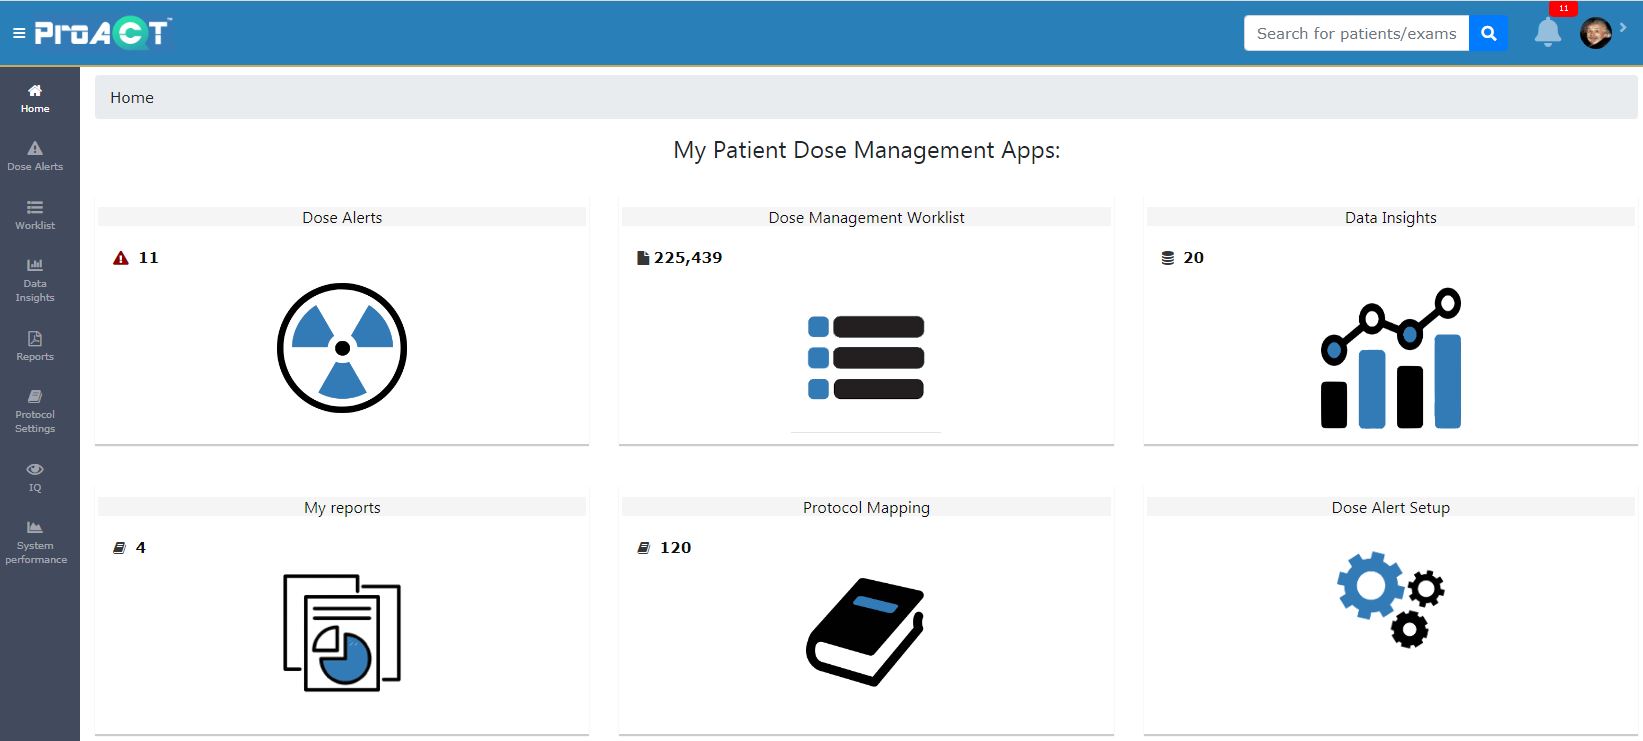 11
ProACT™
Search for patients/exams
Home
Home
Dose Alerts
Worklist
Data
Insights
Reports
Protocol
Settings
IQ
System
performance
My Patient Dose Management Apps:
Dose Alerts
11
Dose Management Worklist
225,439
Data Insights
20
My reports
4
Protocol Mapping
120
Dose Alert Setup